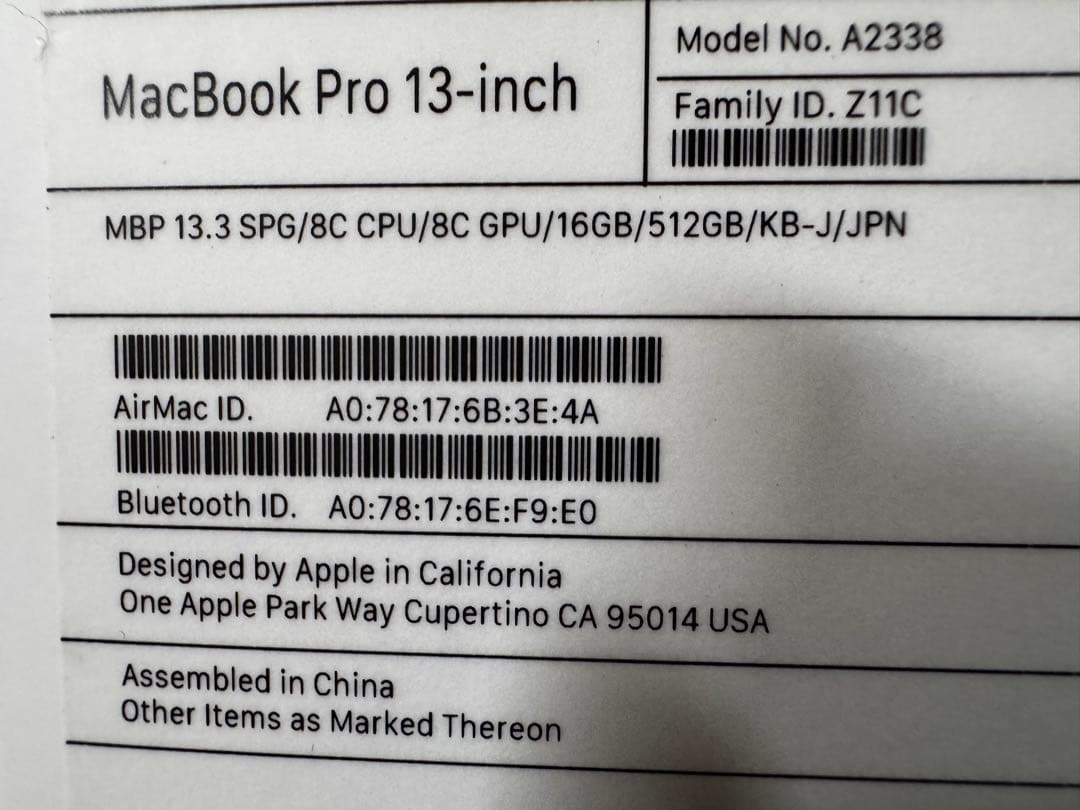 MacBook Pro 13-inch
Model No. A2338
Family ID. Z11C
MBP 13.3 SPG/8C CPU/8C GPU/16GB/512GB/KB-J/JPN
AirMac ID. A0:78:17:6B:3E:4A
Bluetooth ID. A0:78:17:6E:F9:E0
Designed by Apple in California
One Apple Park Way Cupertino CA 95014 USA
Assembled in China
Other Items as Marked Thereon